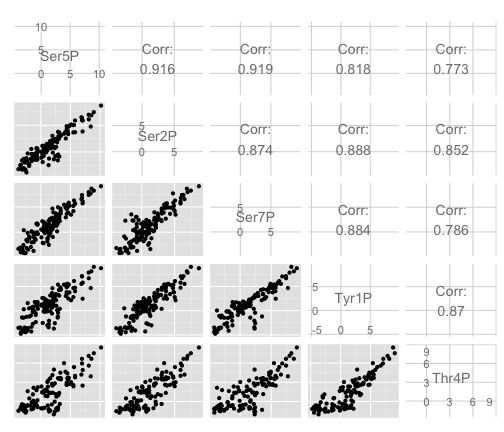 10
5
Ser5P
0 5 10
Corr:
0.916
Corr:
0.919
Corr:
0.818
Corr:
0.773
5
Ser2P
0 5
Corr:
0.874
Corr:
0.888
Corr:
0.852
5
Ser7P
0 5
Corr:
0.884
Corr:
0.786
5
Tyr1P
0
-5 0 5
Corr:
0.87
9
6
Thr4P
3
0
0 3 6 9